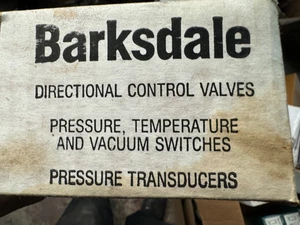 Barksdale
DIRECTIONAL CONTROL VALVES
PRESSURE, TEMPERATURE
AND VACUUM SWITCHES
PRESSURE TRANSDUCERS